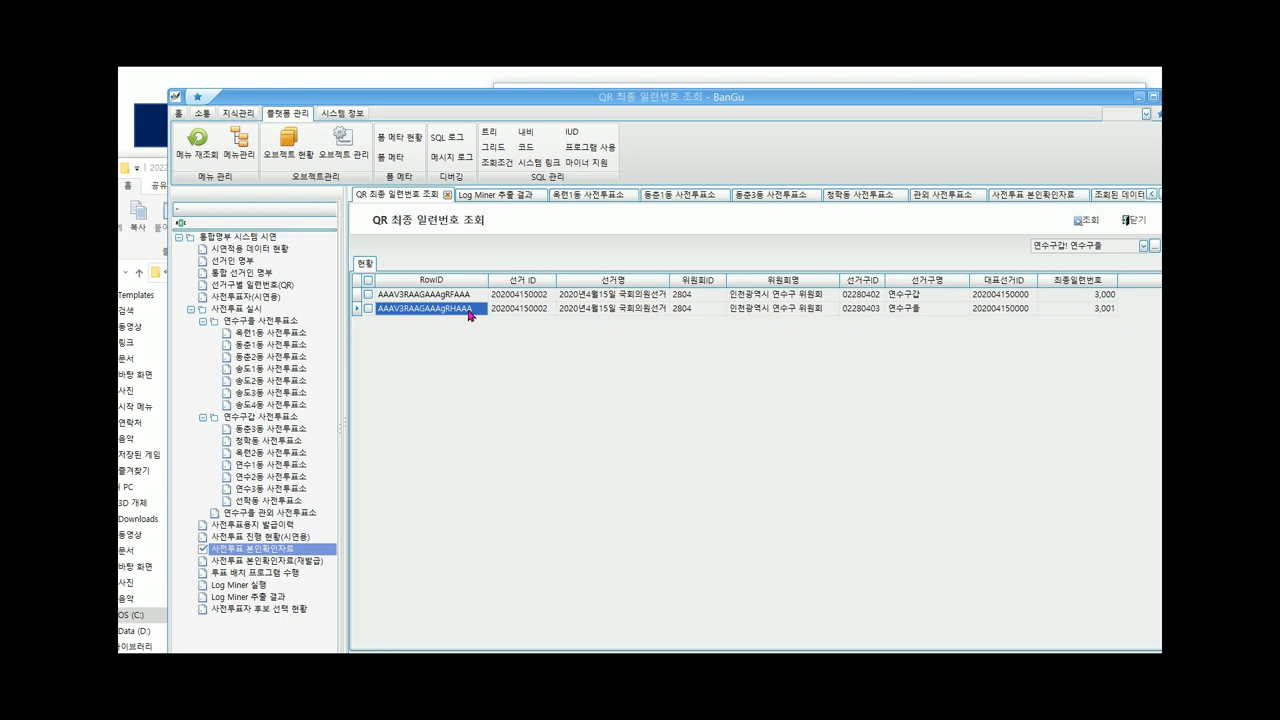 QR 최종 일련번호 조회 - BanGu
홈 소통 지식관리 플랫폼 관리 시스템 정보
메뉴 재조회 메뉴관리 오브젝트 현황 오브젝트 관리 폼 메타 현황 폼 메타 SQL 로그 메시지 로그
트리 내비 IUD
그리드 코드 프로그램 사용
조회조건 시스템 링크 마이너 지원
메뉴 관리 오브젝트관리 폼 메타 디버깅 SQL 관리
QR 최종 일련번호 조회 Log Miner 추출 결과 옥련1동 사전투표소 동춘1동 사전투표소 동춘3동 사전투표소 청학동 사전투표소 관외 사전투표소 사전투표 본인확인자료 조회된 데이터
QR 최종 일련번호 조회
조회 닫기
연수구갑! 연수구을
현황
RowID 선거 ID 선거명 위원회ID 위원회명 선거구ID 선거구명 대표선거ID 최종일련번호
AAAV3RAAGAAAgRFAAA 202004150002 2020년4월15일 국회의원선거 2804 인천광역시 연수구 위원회 02280402 연수구갑 202004150000 3,000
AAAV3RAAGAAAgRHAAA 202004150002 2020년4월15일 국회의원선거 2804 인천광역시 연수구 위원회 02280403 연수구을 202004150000 3,001
통합명부 시스템 시연
시연적용 데이터 현황
선거인 명부
통합 선거인 명부
선거구별 일련번호(QR)
사전투표자(시연용)
사전투표 실시
연수구을 사전투표소
옥련1동 사전투표소
동춘1동 사전투표소
동춘2동 사전투표소
송도1동 사전투표소
송도2동 사전투표소
송도3동 사전투표소
송도4동 사전투표소
연수구갑 사전투표소
동춘3동 사전투표소
청학동 사전투표소
옥련2동 사전투표소
연수1동 사전투표소
연수2동 사전투표소
연수3동 사전투표소
선학동 사전투표소
연수구을 관외 사전투표소
사전투표용지 발급이력
사전투표 진행 현황(시연용)
사전투표 본인확인자료
사전투표 본인확인자료(재발급)
투표 배치 프로그램 수행
Log Miner 실행
Log Miner 추출 결과
사전투표자 후보 선택 현황
2022
홈 공유
복사
Templates
검색
동영상
링크
문서
바탕 화면
사진
시작 메뉴
연락처
음악
저장된 게임
즐겨찾기
PC
3D 개체
Downloads
동영상
문서
바탕 화면
사진
음악
OS (C:)
Data (D:)
이브러리